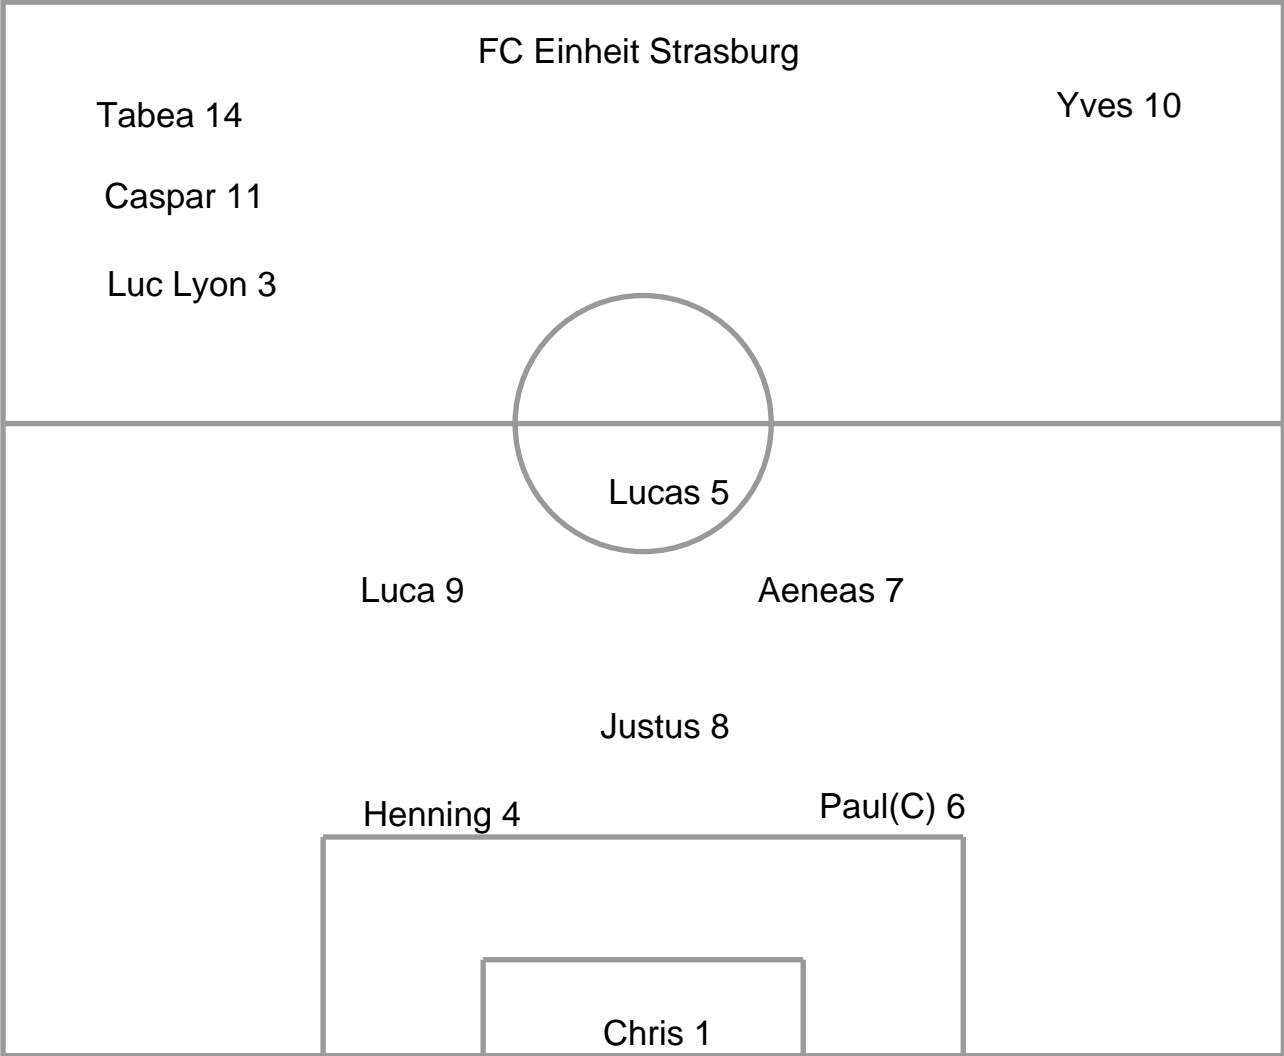 FC Einheit Strasburg
Yves 10
Tabea 14
Caspar 11
Luc Lyon 3
Lucas 5
Luca 9
Aeneas 7
Justus 8
Henning 4
Paul(C) 6
Chris 1